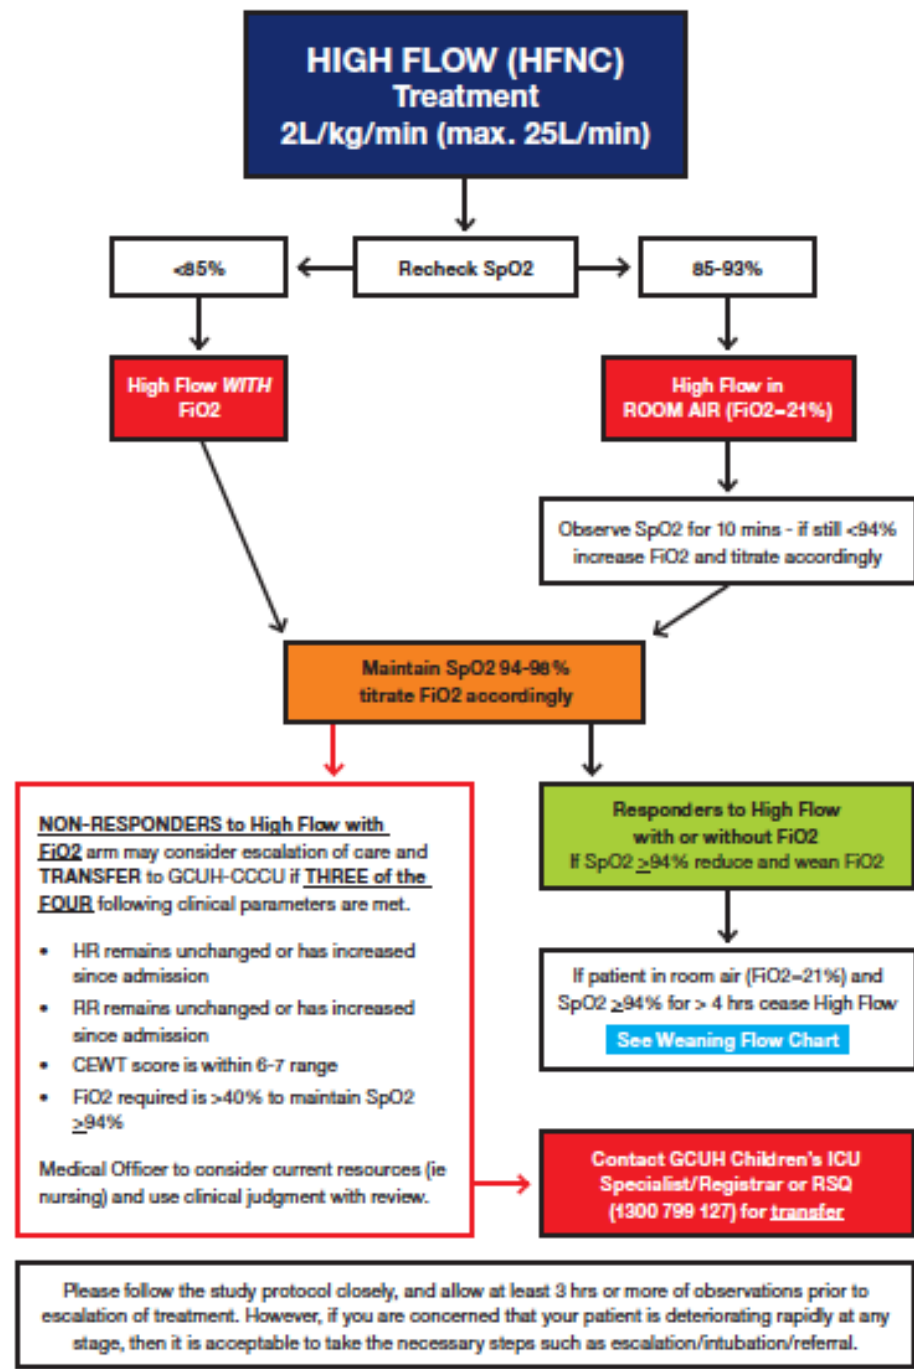 HIGH FLOW (HFNC)
Treatment
2L/kg/min (max. 25L/min)
<85%
Recheck SpO2
85-93%
High Flow WITH
FiO2
High Flow in
ROOM AIR (FiO2=21%)
Observe SpO2 for 10 mins - if still <94%
increase FiO2 and titrate accordingly
Maintain SpO2 94-98%
titrate FiO2 accordingly
NON-RESPONDERS to High Flow with
FiO2 arm may consider escalation of care and
TRANSFER to GCUH-CCCU if THREE of the
FOUR following clinical parameters are met.
• HR remains unchanged or has increased
since admission
• RR remains unchanged or has increased
since admission
• CEWT score is within 6-7 range
• FiO2 required is >40% to maintain SpO2
≥94%
Medical Officer to consider current resources (ie
nursing) and use clinical judgment with review.
Responders to High Flow
with or without FiO2
If SpO2 ≥94% reduce and wean FiO2
If patient in room air (FiO2=21%) and
SpO2 ≥94% for > 4 hrs cease High Flow
See Weaning Flow Chart
Contact GCUH Children's ICU
Specialist/Registrar or RSQ
(1300 799 127) for transfer
Please follow the study protocol closely, and allow at least 3 hrs or more of observations prior to
escalation of treatment. However, if you are concerned that your patient is deteriorating rapidly at any
stage, then it is acceptable to take the necessary steps such as escalation/intubation/referral.